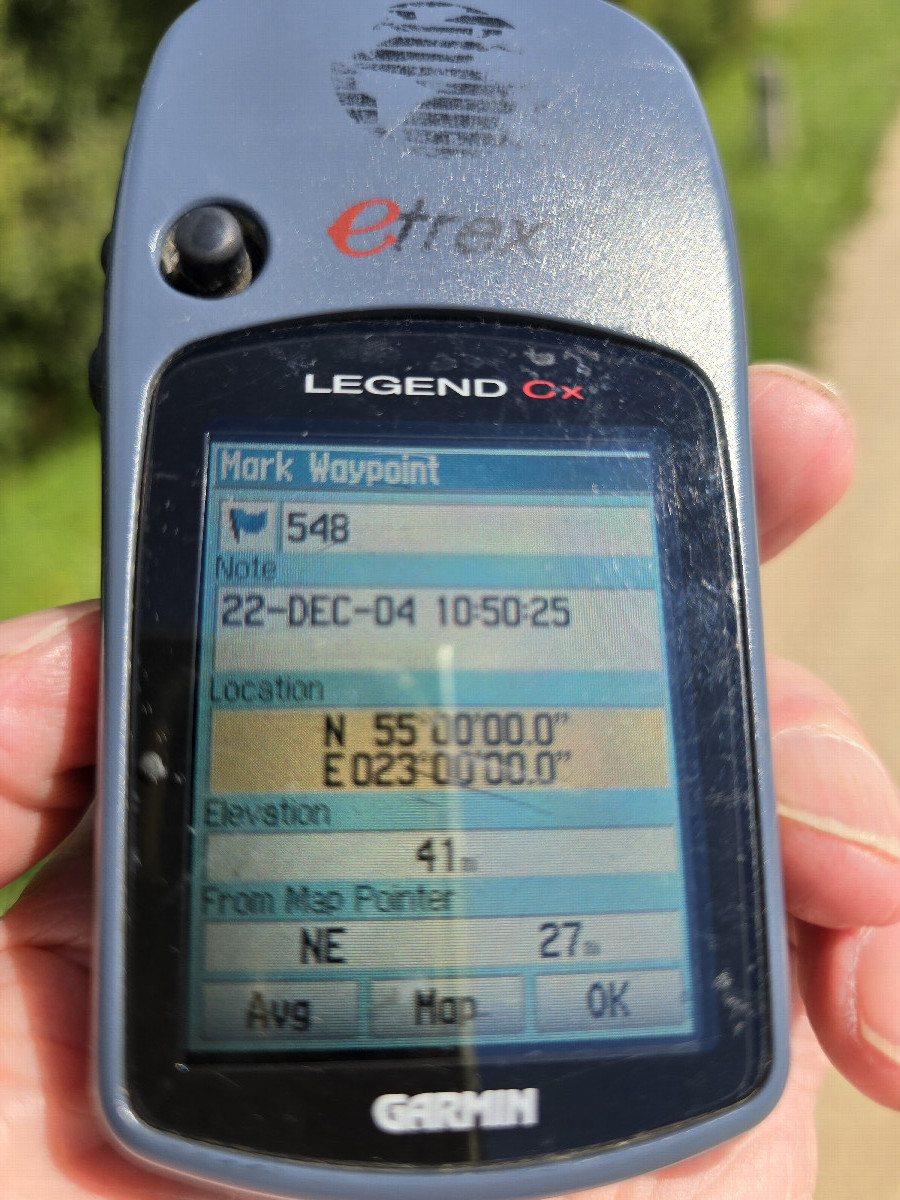 etrex
LEGEND Cx
Mark Waypoint
548
Note
22-DEC-04 10:50:25
Location
N 55°00'00.0"
E 023°00'00.0"
Elevation
41m
From Map Pointer
NE 27m
Avg Map OK
GARMIN